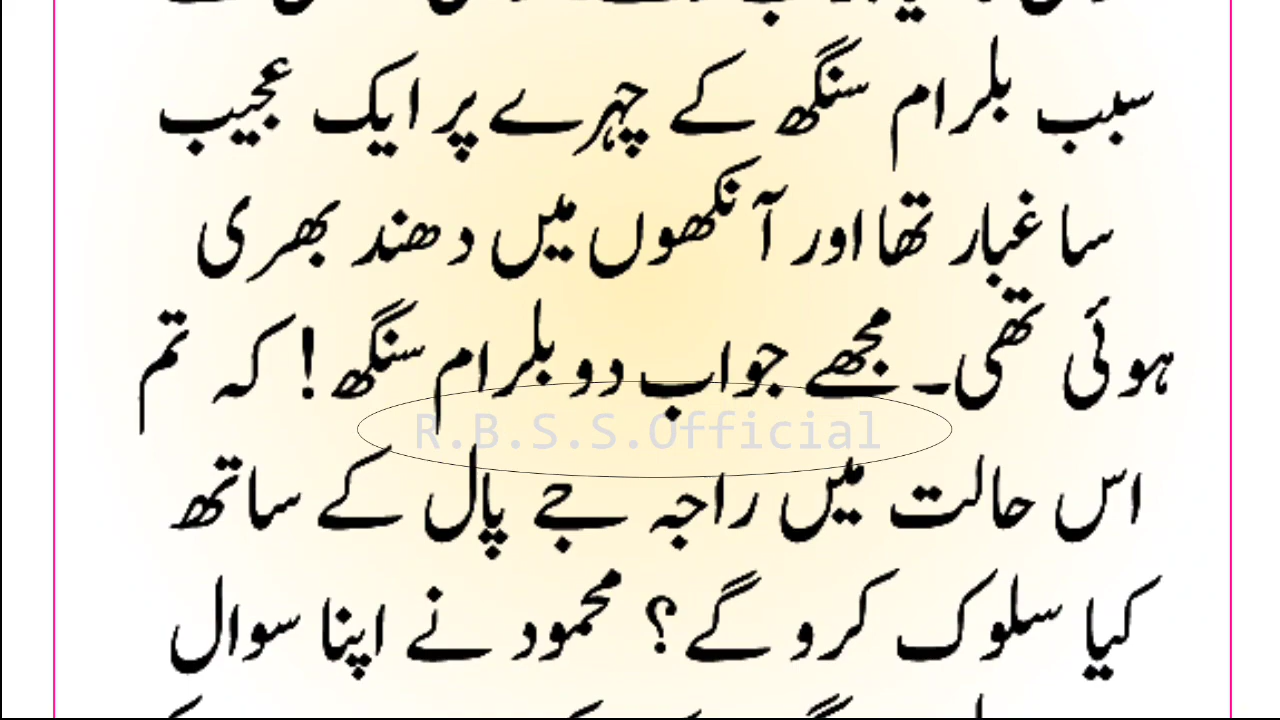 سبب بلرام سنگھ کے چہرے پر ایک عجیب
سا غبار تھا اور آنکھوں میں دھند بھری
ہوئی تھی۔ مجھے جواب دو بلرام سنگھ! کہ تم
R.B.S.S.Official
اس حالت میں راجہ جے پال کے ساتھ
کیا سلوک کرو گے؟ محمود نے اپنا سوال